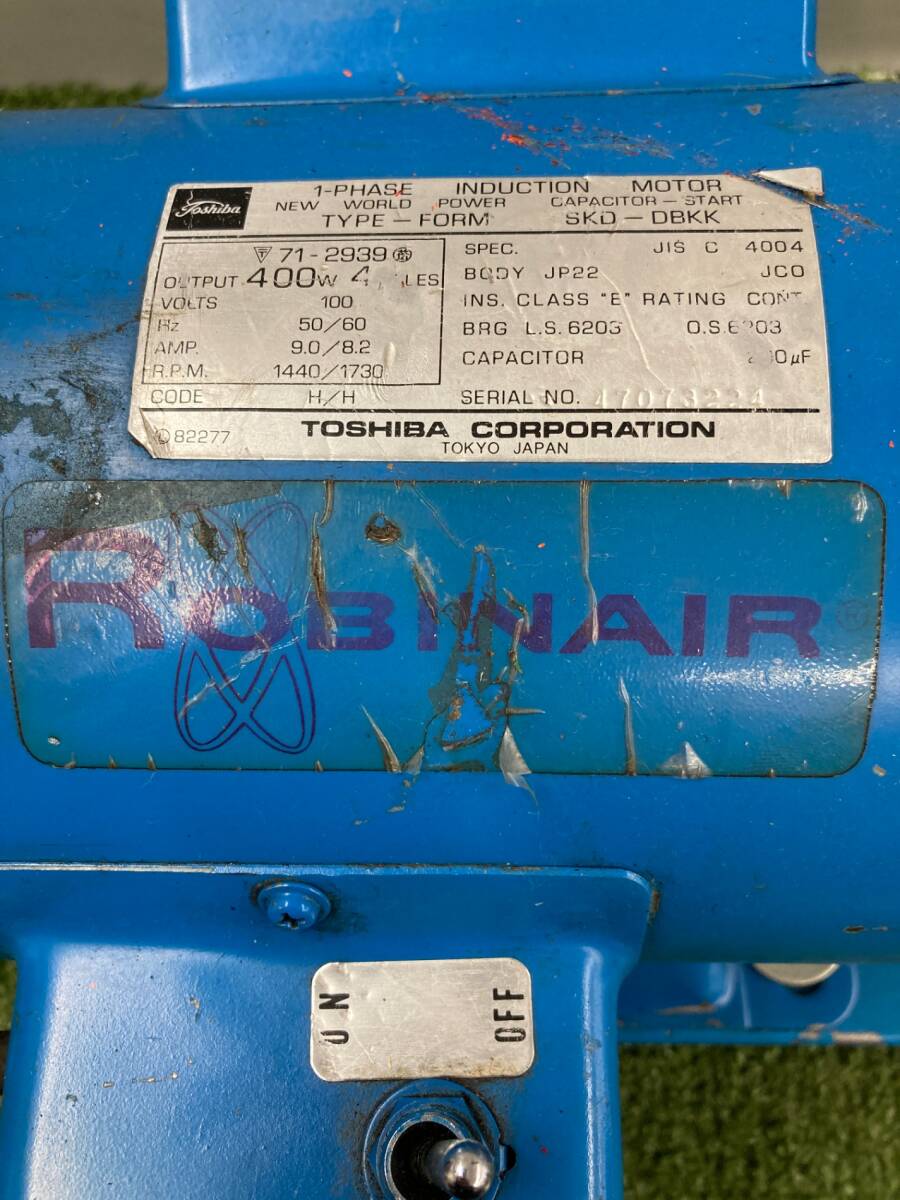 Toshiba
1-PHASE INDUCTION MOTOR
NEW WORLD POWER CAPACITOR-START
TYPE-FORM SKD-DBKK
71-2939
OUTPUT 400W 4
VOLTS 100
Hz 50/60
AMP. 9.0/8.2
R.P.M. 1440/1730
CODE H/H
SPEC. JIS C 4004
BODY JP22 JCO
INS. CLASS "E" RATING CONT
BRG L.S. 6203 O.S. 6203
CAPACITOR µF
SERIAL NO. 47073224
82277
TOSHIBA CORPORATION
TOKYO JAPAN
ROBINAIR
ON OFF